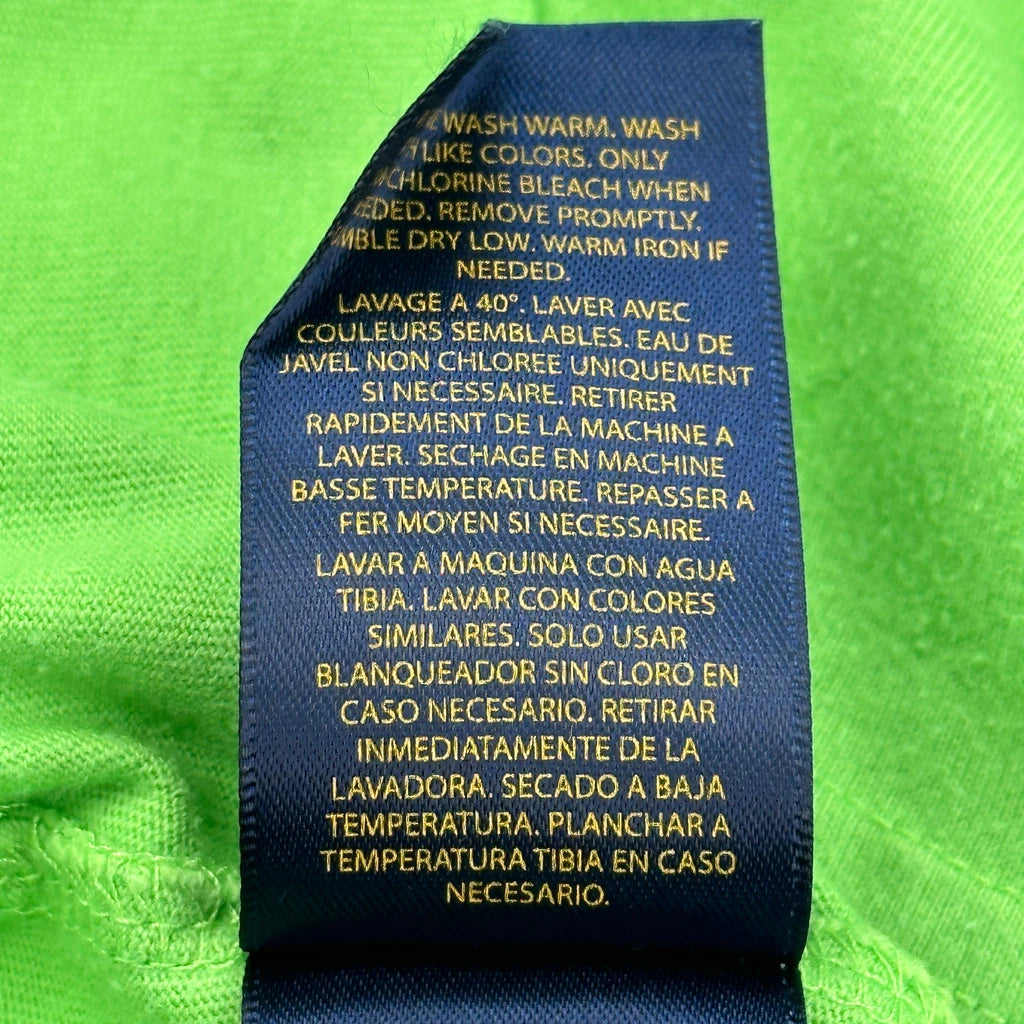 WASH WARM. WASH
LIKE COLORS. ONLY
CHLORINE BLEACH WHEN
REMOVE PROMPTLY.
DRY LOW. WARM IRON IF
NEEDED.
LAVAGE A 40°. LAVER AVEC
COULEURS SEMBLABLES. EAU DE
JAVEL NON CHLOREE UNIQUEMENT
SI NECESSAIRE. RETIRER
RAPIDEMENT DE LA MACHINE A
LAVER. SECHAGE EN MACHINE
BASSE TEMPERATURE. REPASSER A
FER MOYEN SI NECESSAIRE.
LAVAR A MAQUINA CON AGUA
TIBIA. LAVAR CON COLORES
SIMILARES. SOLO USAR
BLANQUEADOR SIN CLORO EN
CASO NECESARIO. RETIRAR
INMEDIATAMENTE DE LA
LAVADORA. SECADO A BAJA
TEMPERATURA. PLANCHAR A
TEMPERATURA TIBIA EN CASO
NECESARIO.